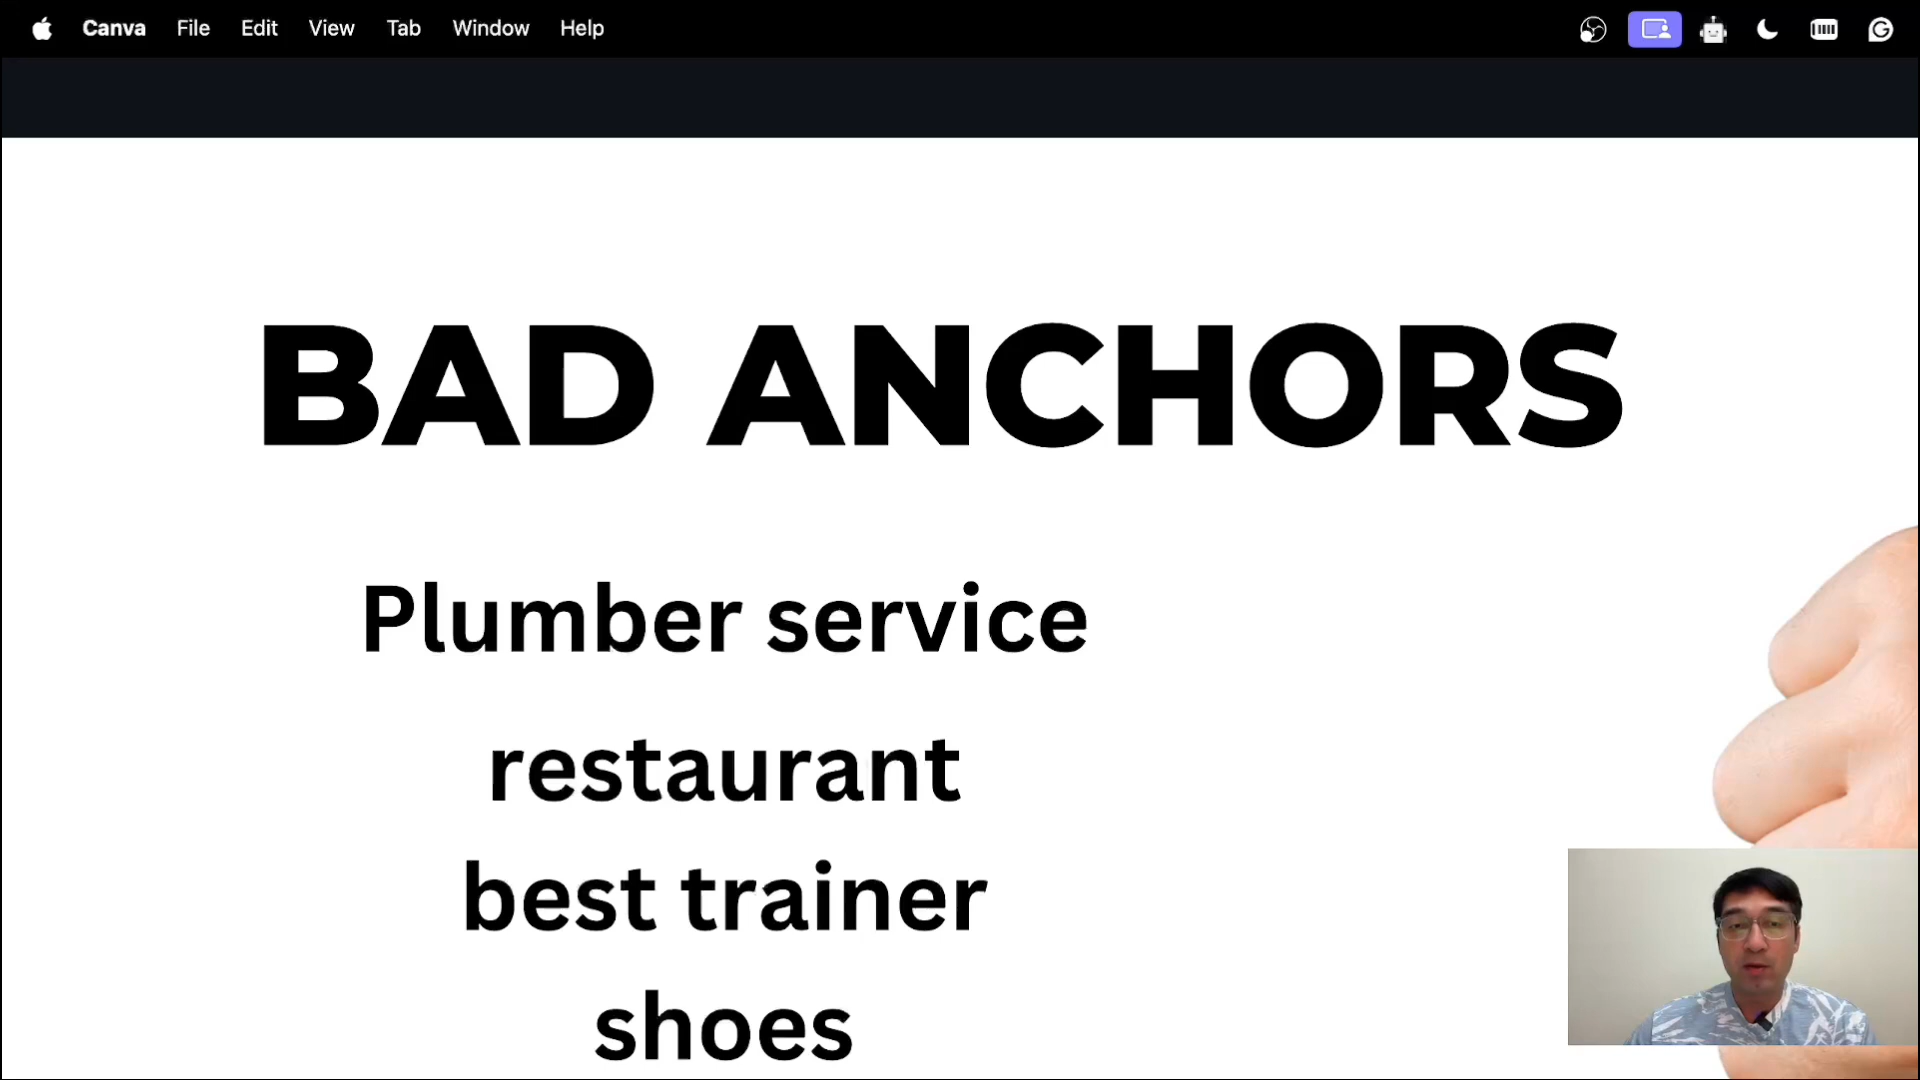 Canva File Edit View Tab Window Help
BAD ANCHORS
Plumber service
restaurant
best trainer
shoes